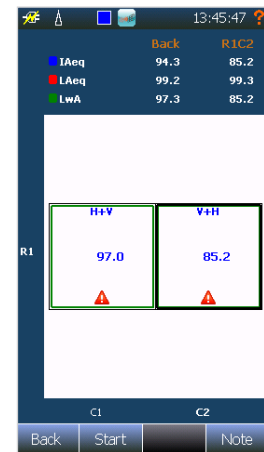 13:45:47 ?
Back R1C2
IAeq 94.3 85.2
LAeq 99.2 99.3
LwA 97.3 85.2
H+V V+H
R1 97.0 85.2
C1 C2
Back Start Note